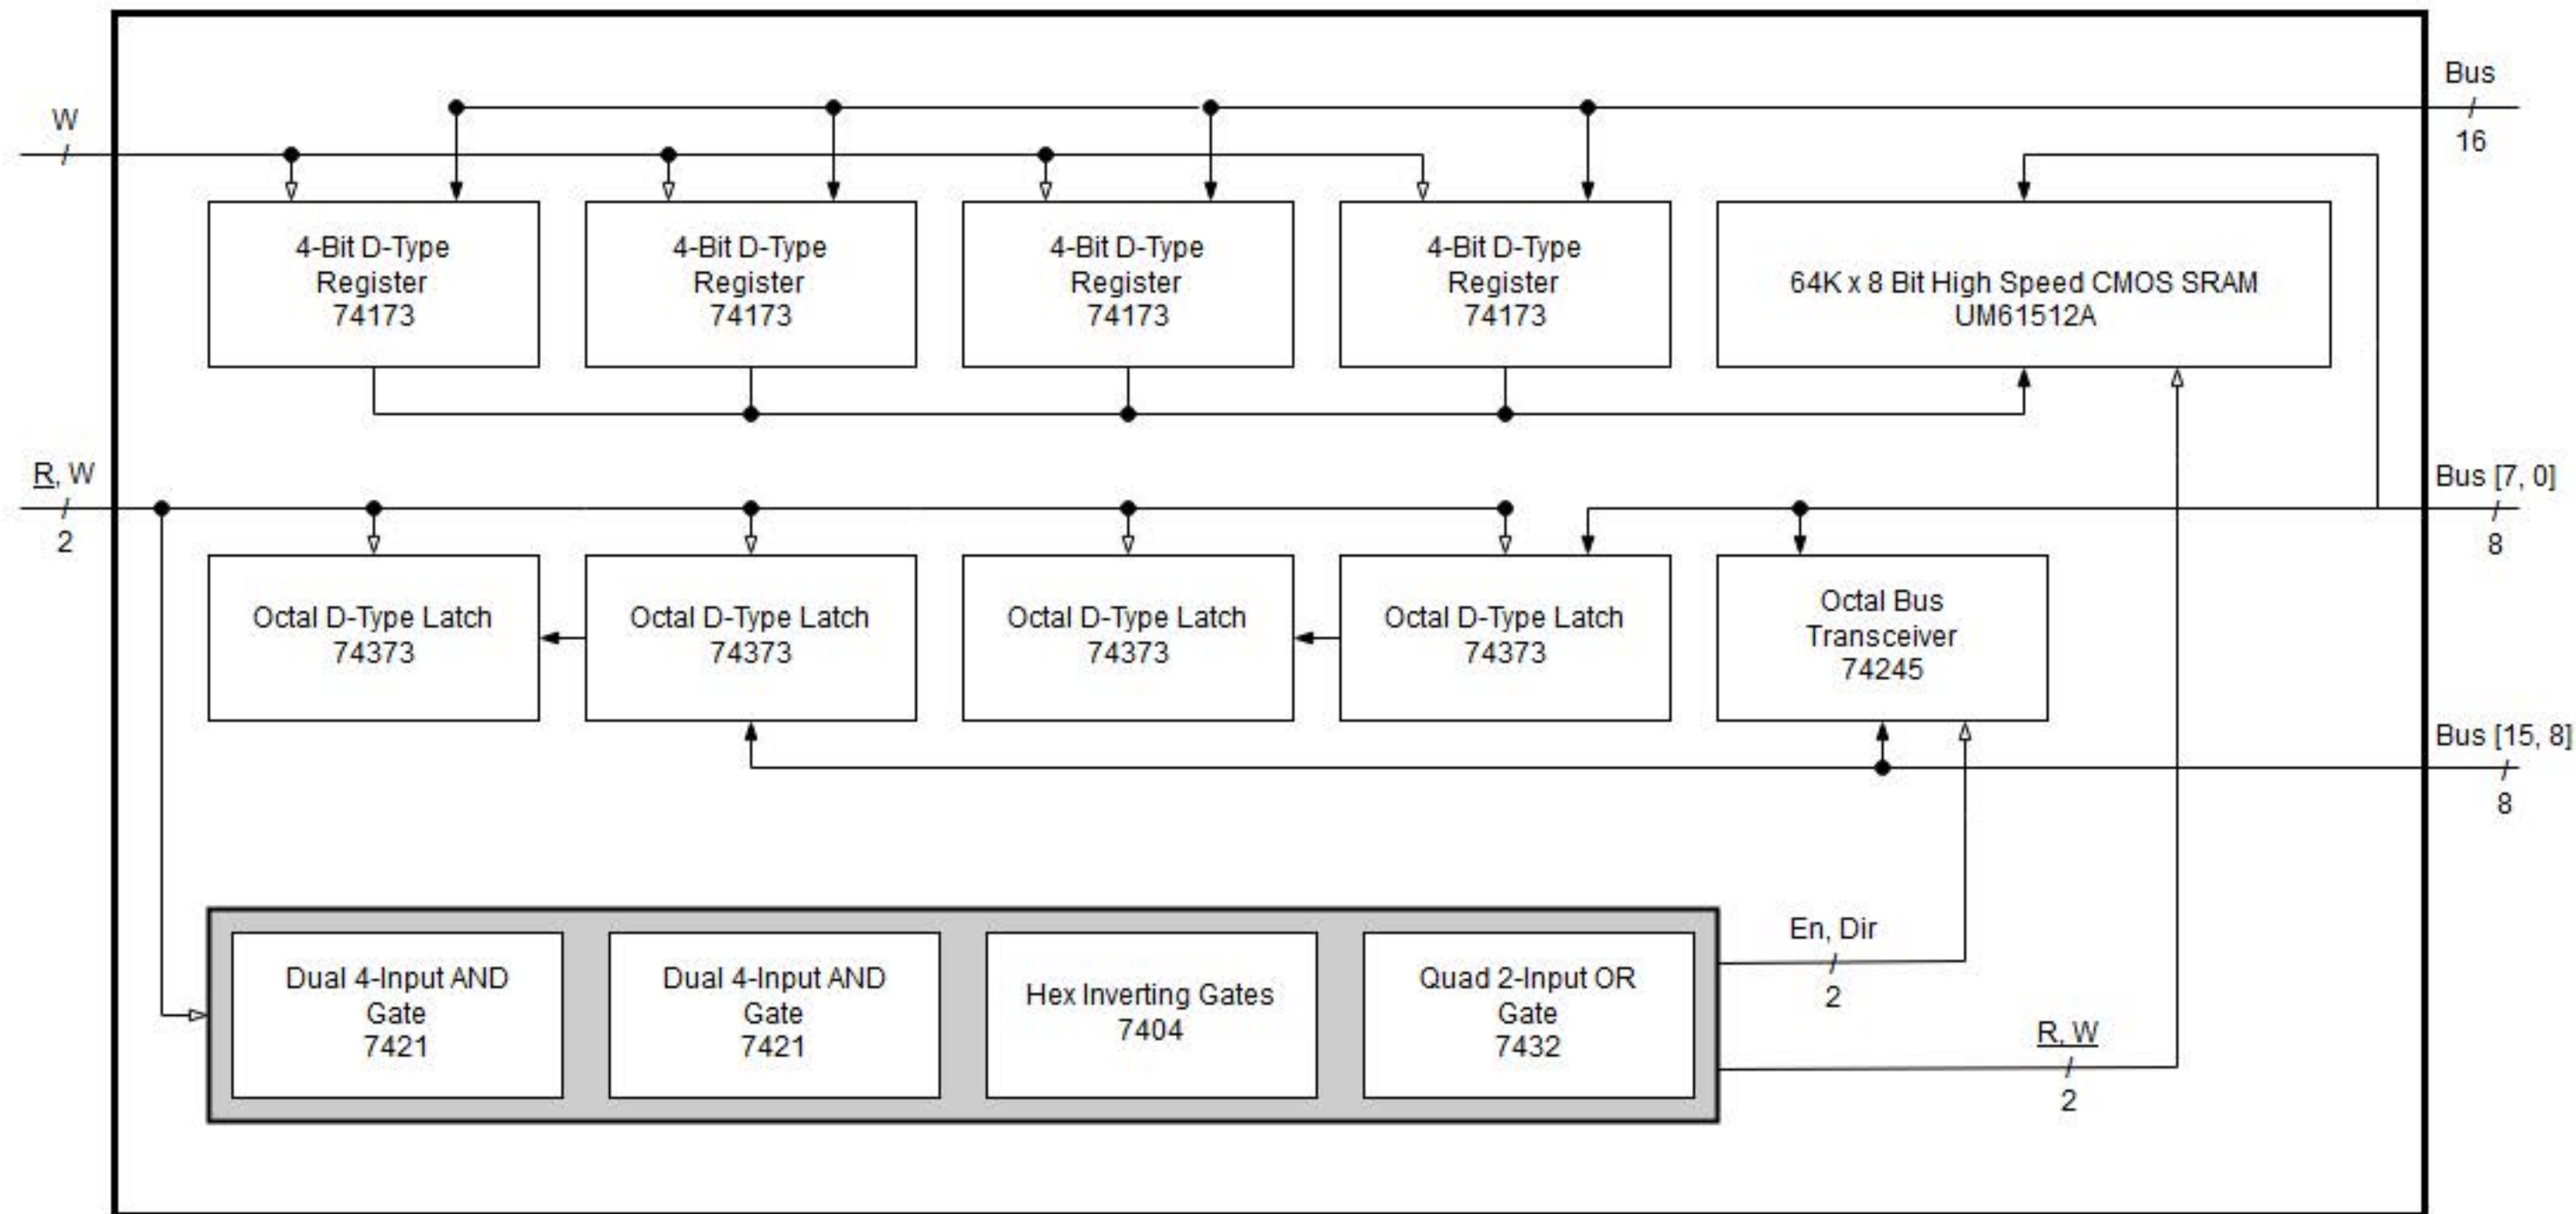 Bus
W
16
4-Bit D-Type
Register
74173
4-Bit D-Type
Register
74173
4-Bit D-Type
Register
74173
4-Bit D-Type
Register
74173
64K x 8 Bit High Speed CMOS SRAM
UM61512A
R, W
2
Bus [7, 0]
8
Octal D-Type Latch
74373
Octal D-Type Latch
74373
Octal D-Type Latch
74373
Octal D-Type Latch
74373
Octal Bus
Transceiver
74245
Bus [15, 8]
8
Dual 4-Input AND
Gate
7421
Dual 4-Input AND
Gate
7421
Hex Inverting Gates
7404
Quad 2-Input OR
Gate
7432
En, Dir
2
R, W
2